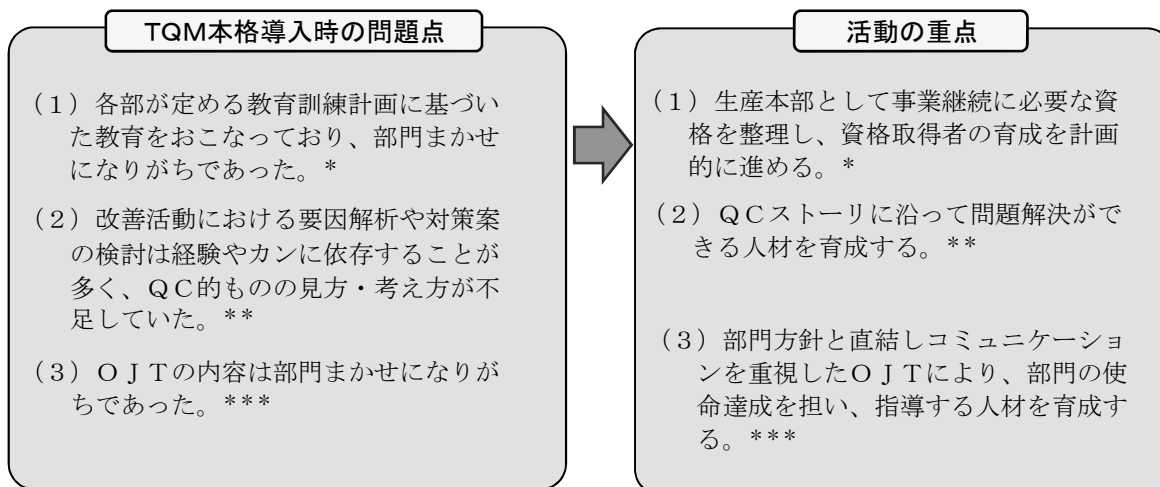 TQM本格導入時の問題点
(1)各部が定める教育訓練計画に基づい
た教育をおこなっており、部門まかせ
になりがちであった。*
(2)改善活動における要因解析や対策案
の検討は経験やカンに依存することが
多く、QC的ものの見方・考え方が不
足していた。**
(3)OJTの内容は部門まかせになりが
ちであった。***
活動の重点
(1)生産本部として事業継続に必要な資
格を整理し、資格取得者の育成を計画
的に進める。*
(2)QCストーリに沿って問題解決がで
きる人材を育成する。**
(3)部門方針と直結しコミュニケーショ
ンを重視したOJTにより、部門の使
命達成を担い、指導する人材を育成す
る。***